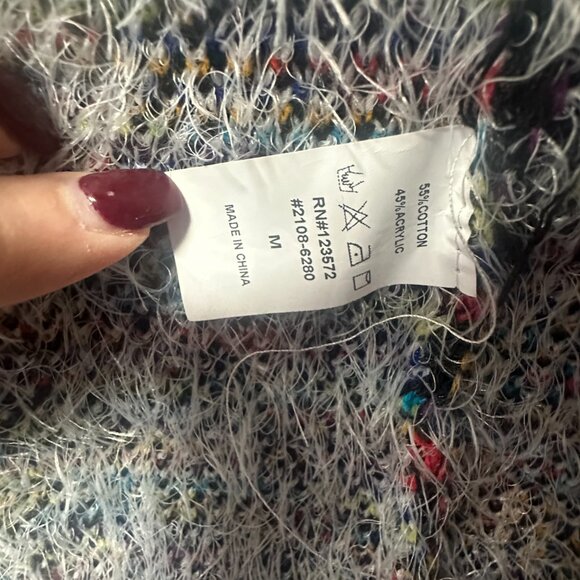 55%COTTON
45%ACRYLIC
RN#123572
#2108-6280
M
MADE IN CHINA